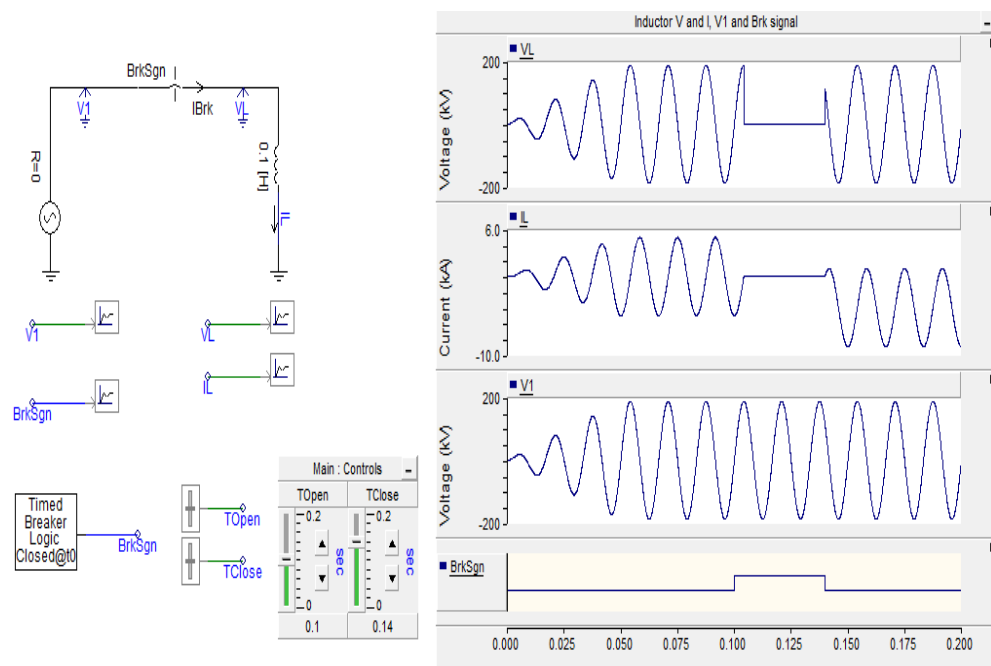 BrkSgn
V1
IBrk
VL
R=0
0.1 [H]
IL
V1
VL
BrkSgn
IL
Timed
Breaker
Logic
Closed@t0
BrkSgn
TOpen
TClose
Main : Controls
TOpen TClose
0.2 0.2
sec sec
0 0
0.1 0.14
Inductor V and I, V1 and Brk signal
VL
200
Voltage (kV)
-200
IL
6.0
Current (kA)
-10.0
V1
200
Voltage (kV)
-200
BrkSgn
0.000 0.025 0.050 0.075 0.100 0.125 0.150 0.175 0.200